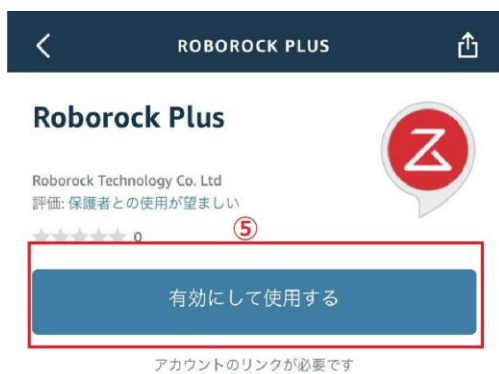 ROBOROCK PLUS
Roborock Plus
Roborock Technology Co. Ltd
評価: 保護者との使用が望ましい
0
⑤
有効にして使用する
アカウントのリンクが必要です